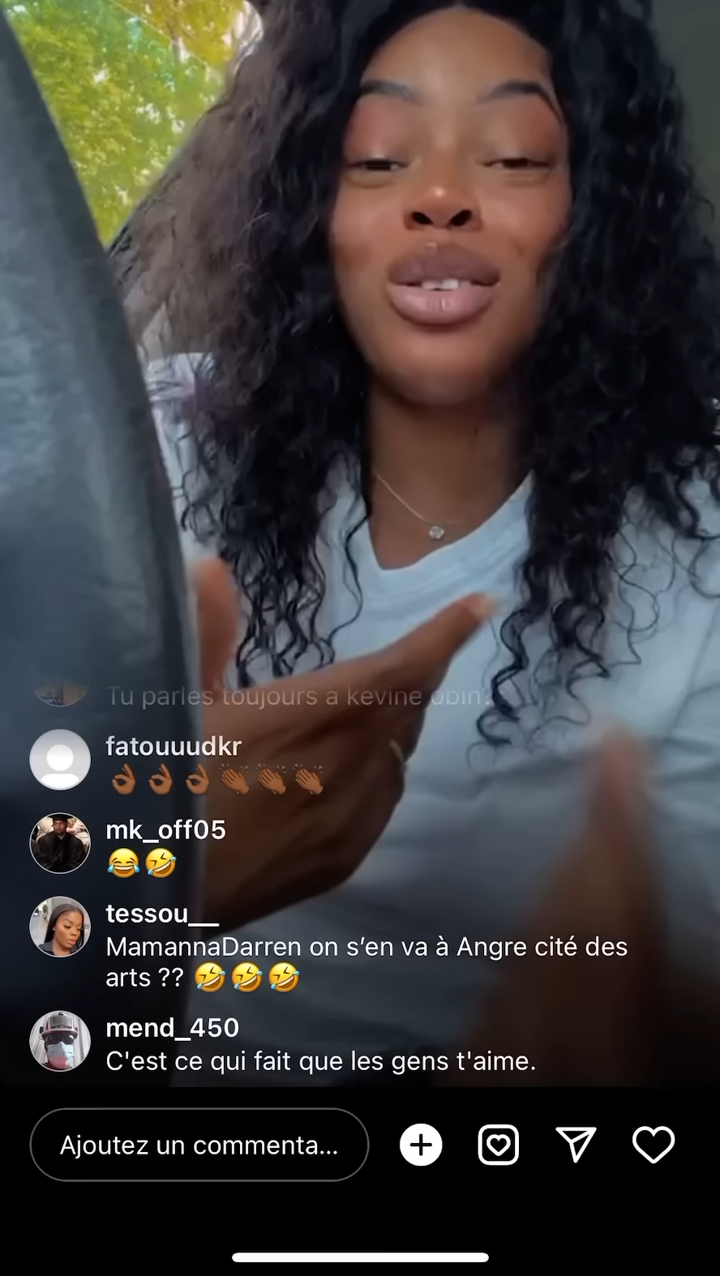 Tu parles toujours a kevine obin?
fatouuudkr
👌🏾👌🏾👌🏾👏🏾👏🏾👏🏾
mk_off05
😂🤣
tessou__
MamannaDarren on s’en va à Angre cité des
arts ?? 🤣🤣🤣
mend_450
C'est ce qui fait que les gens t'aime.
Ajoutez un commenta...